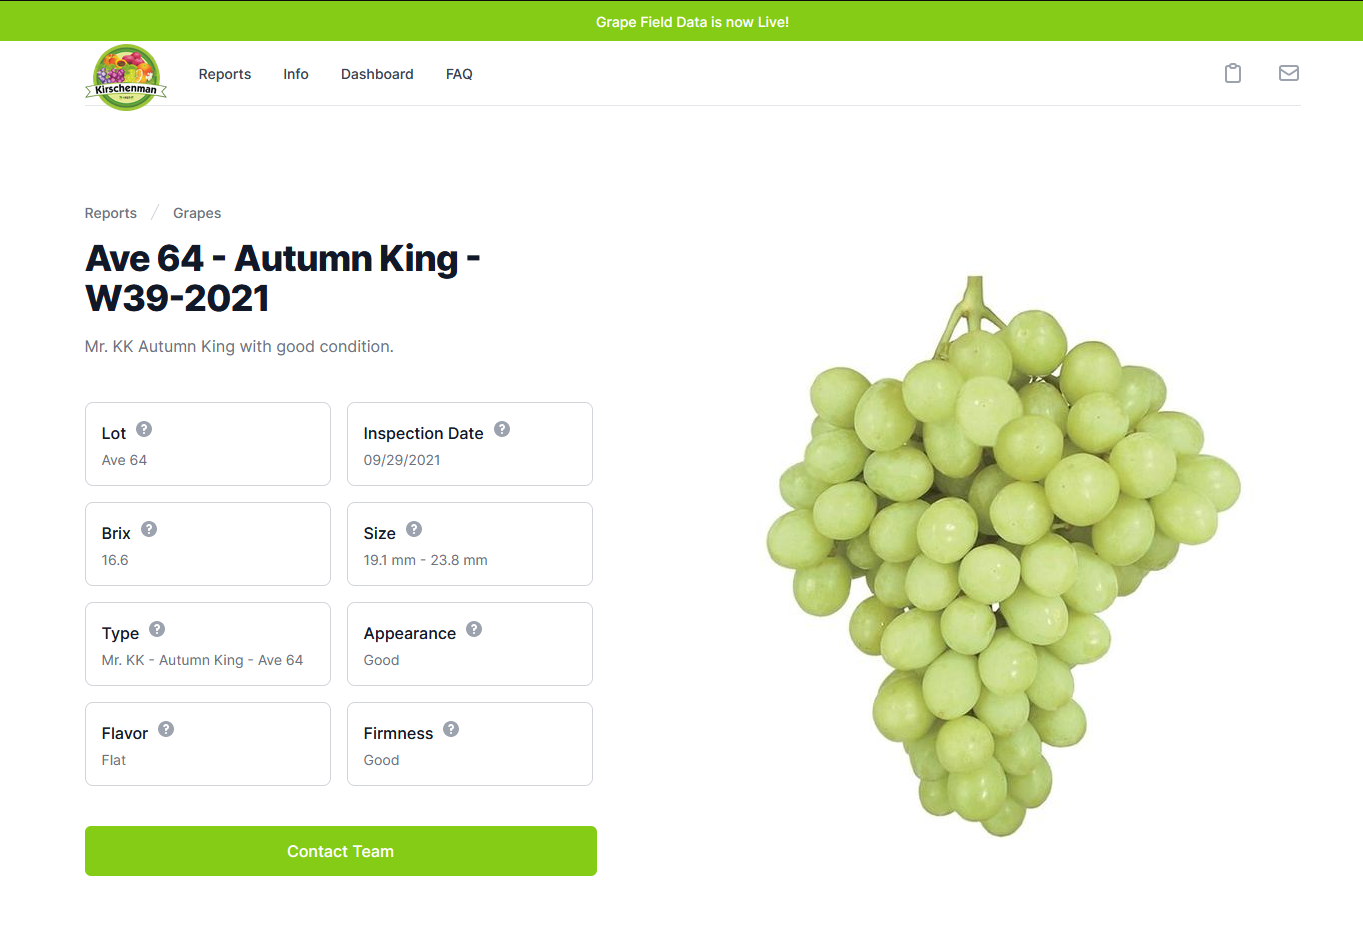 Grape Field Data is now Live!
Kirschenman
Reports
Info
Dashboard
FAQ
Reports / Grapes
Ave 64 - Autumn King -
W39-2021
Mr. KK Autumn King with good condition.
Lot ?
Ave 64
Inspection Date ?
09/29/2021
Brix ?
16.6
Size ?
19.1 mm - 23.8 mm
Type ?
Mr. KK - Autumn King - Ave 64
Appearance ?
Good
Flavor ?
Flat
Firmness ?
Good
Contact Team